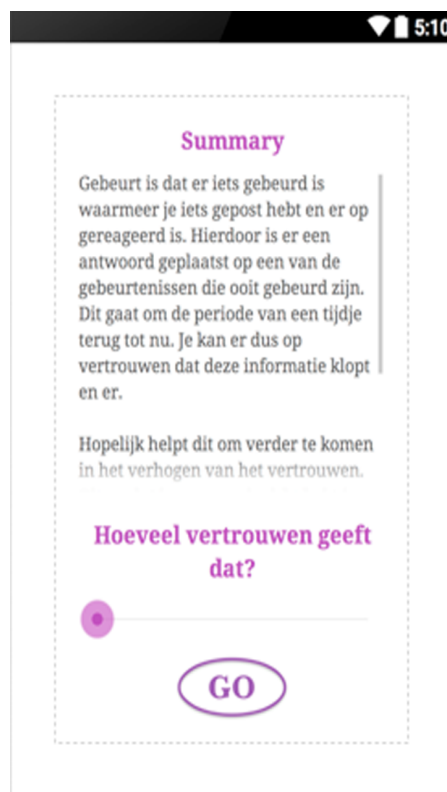 5:10
Summary
Gebeurt is dat er iets gebeurd is
waarmeer je iets gepost hebt en er op
gereageerd is. Hierdoor is er een
antwoord geplaatst op een van de
gebeurtenissen die ooit gebeurd zijn.
Dit gaat om de periode van een tijdje
terug tot nu. Je kan er dus op
vertrouwen dat deze informatie klopt
en er.
Hopelijk helpt dit om verder te komen
in het verhogen van het vertrouwen.
Hoeveel vertrouwen geeft
dat?
GO